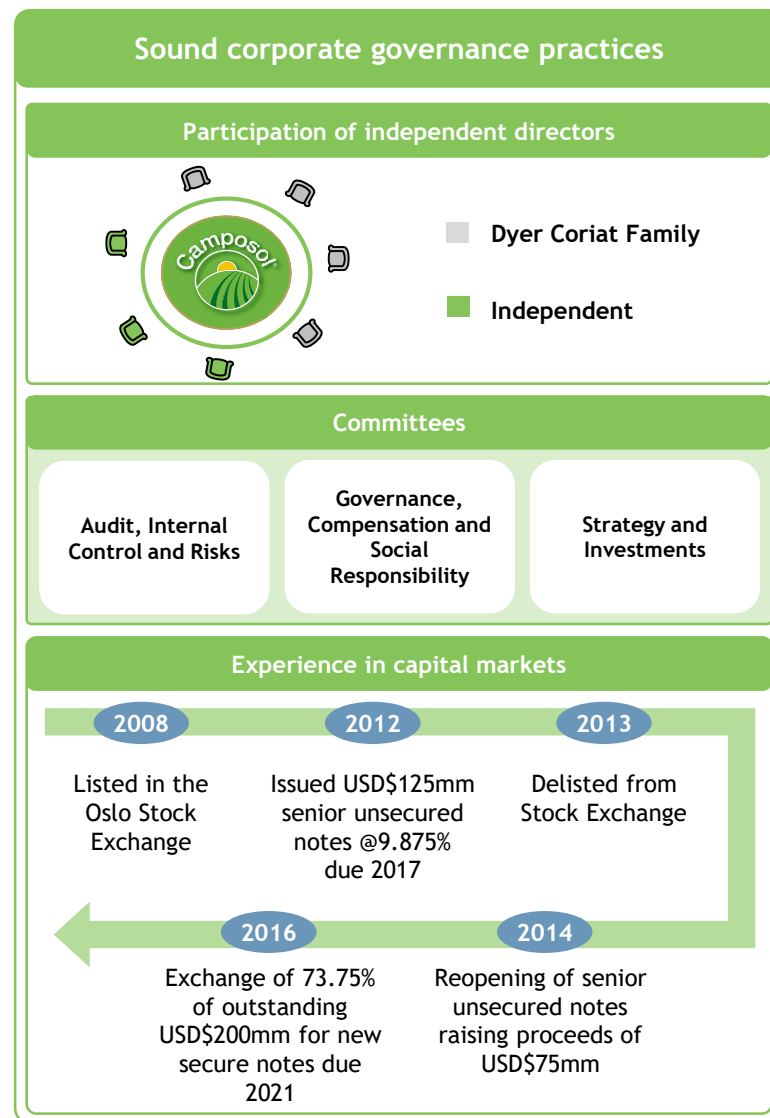 Sound corporate governance practices
Participation of independent directors
Camposol®
Dyer Coriat Family
Independent
Committees
Audit, Internal
Control and Risks
Governance,
Compensation and
Social
Responsibility
Strategy and
Investments
Experience in capital markets
2008
Listed in the
Oslo Stock
Exchange
2012
Issued USD$125mm
senior unsecured
notes @9.875%
due 2017
2013
Delisted from
Stock Exchange
2016
Exchange of 73.75%
of outstanding
USD$200mm for new
secure notes due
2021
2014
Reopening of senior
unsecured notes
raising proceeds of
USD$75mm